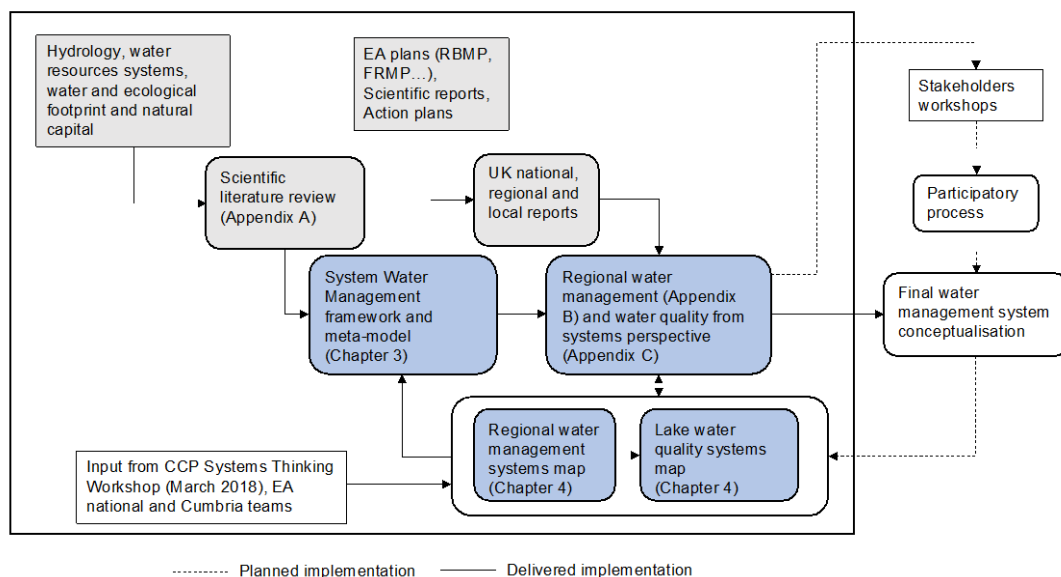 Hydrology, water
resources systems,
water and ecological
footprint and natural
capital
EA plans (RBMP,
FRMP…),
Scientific reports,
Action plans
Stakeholders
workshops
Scientific
literature review
(Appendix A)
UK national,
regional and
local reports
Participatory
process
System Water
Management
framework and
meta-model
(Chapter 3)
Regional water
management (Appendix
B) and water quality from
systems perspective
(Appendix C)
Final water
management system
conceptualisation
Regional water
management
systems map
(Chapter 4)
Lake water
quality systems
map
(Chapter 4)
Input from CCP Systems Thinking
Workshop (March 2018), EA
national and Cumbria teams
Planned implementation
Delivered implementation